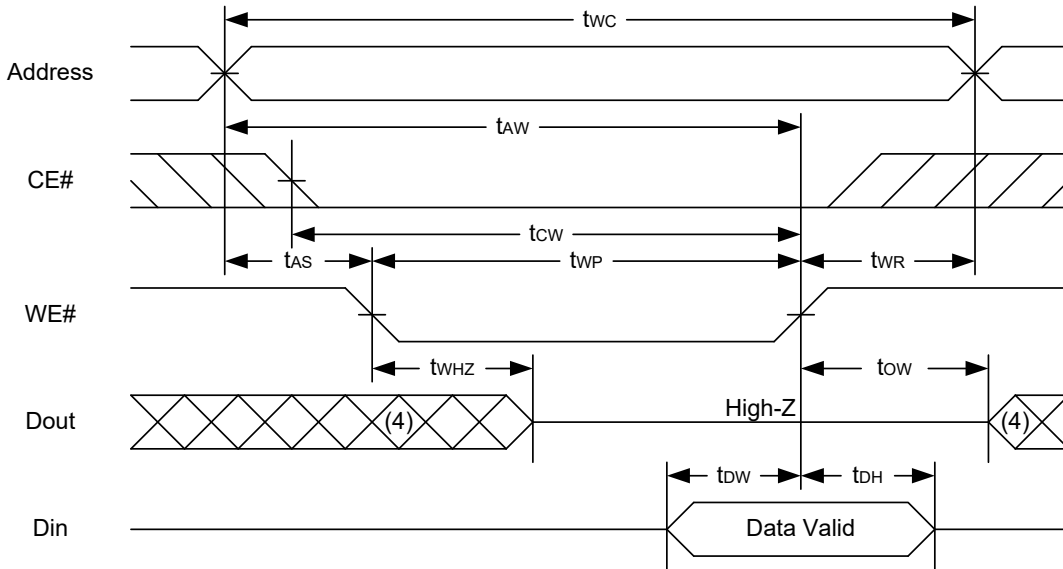 tWC
Address
tAW
CE#
tCW
tAS tWP tWR
WE#
tWHZ tOW
High-Z
Dout (4) (4)
tDW tDH
Din Data Valid